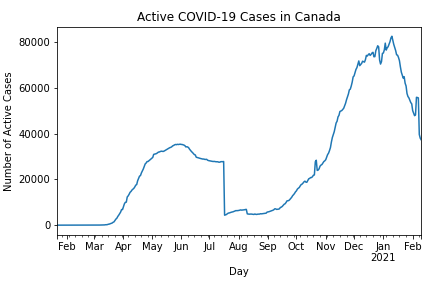 Active COVID-19 Cases in Canada
80000
60000
40000
20000
0
Number of Active Cases
Feb Mar Apr May Jun Jul Aug Sep Oct Nov Dec Jan Feb
2021
Day